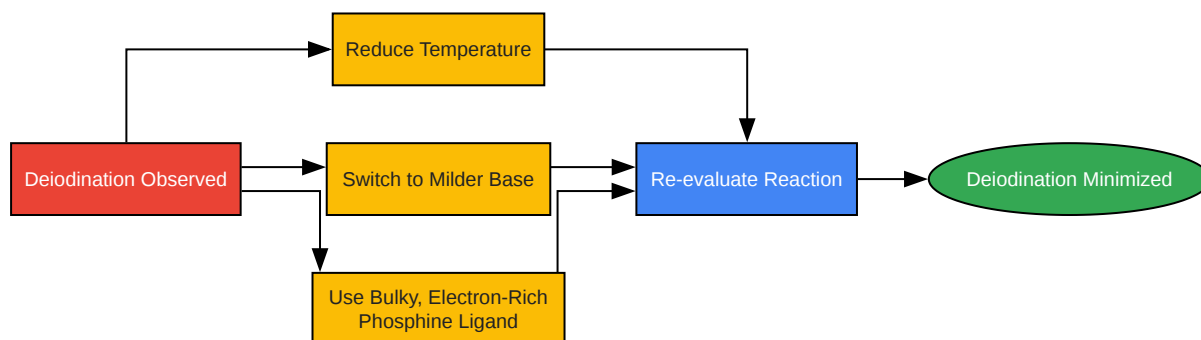 Reduce Temperature
Deiodination Observed
Switch to Milder Base
Re-evaluate Reaction
Deiodination Minimized
Use Bulky, Electron-Rich
Phosphine Ligand